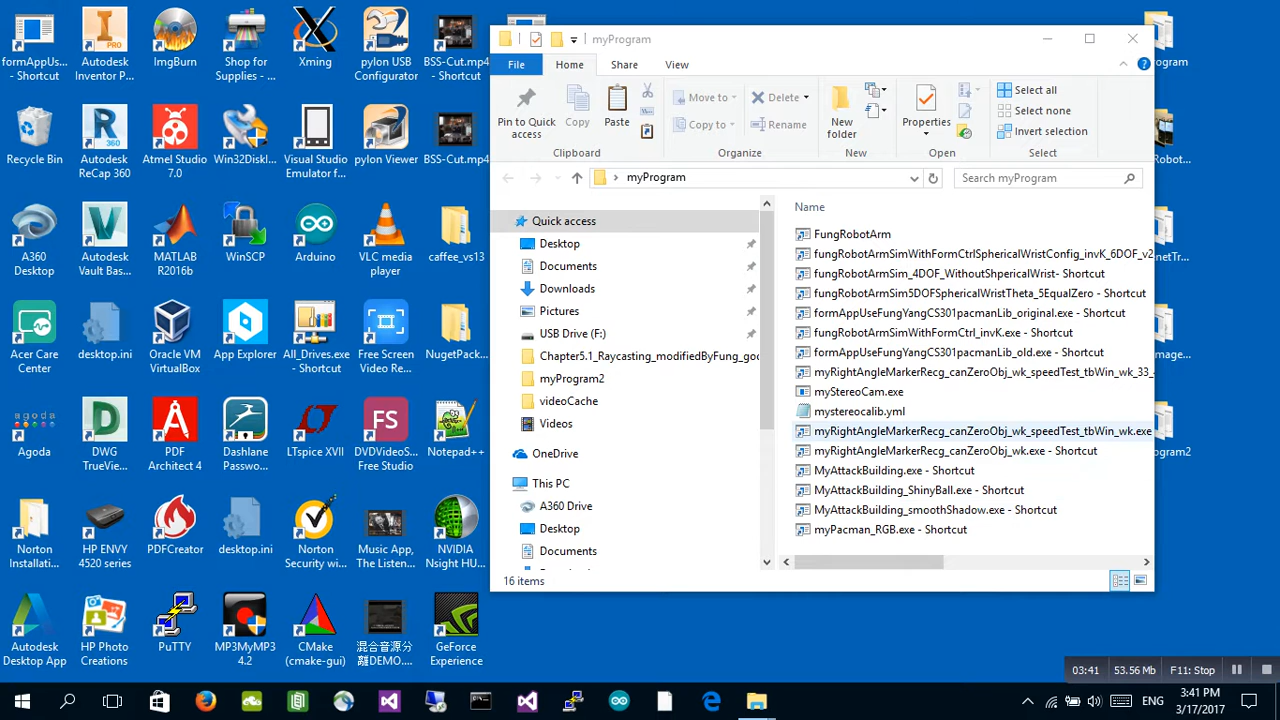 formAppUs...
- Shortcut
Autodesk
Inventor P...
ImgBurn
Shop for
Supplies - ...
Xming
pylon USB
Configurator
BSS-Cut.mp4
- Shortcut
Recycle Bin
Autodesk
ReCap 360
Atmel Studio
7.0
Win32DiskI...
Visual Studio
Emulator f...
pylon Viewer
BSS-Cut.mp4
A360
Desktop
Autodesk
Vault Bas...
MATLAB
R2016b
WinSCP
Arduino
VLC media
player
caffee_vs13
Acer Care
Center
desktop.ini
Oracle VM
VirtualBox
App Explorer
All_Drives.exe
- Shortcut
Free Screen
Video Re...
NugetPack...
Agoda
DWG
TrueView...
PDF
Architect 4
Dashlane
Passwo...
LTspice XVII
DVDVideoS...
Free Studio
Notepad++
Norton
Installati...
HP ENVY
4520 series
PDFCreator
desktop.ini
Norton
Security wi...
Music App,
The Listen...
NVIDIA
Nsight HU...
Autodesk
Desktop App
HP Photo
Creations
PuTTY
MP3MyMP3
4.2
CMake
(cmake-gui)
混合音源分
離DEMO....
GeForce
Experience
myProgram
File
Home
Share
View
Pin to Quick
access
Copy
Paste
Move to
Copy to
Delete
Rename
New
folder
Properties
Select all
Select none
Invert selection
Clipboard
Organize
New
Open
Select
myProgram
Search myProgram
Quick access
Desktop
Documents
Downloads
Pictures
USB Drive (F:)
Chapter5.1_Raycasting_modifiedByFung_goo
myProgram2
videoCache
Videos
OneDrive
This PC
A360 Drive
Desktop
Documents
Name
FungRobotArm
fungRobotArmSimWithFormCtrlSphericalWristConfig_invK_6DOF_v2
fungRobotArmSim_4DOF_WithoutShpericalWrist- Shortcut
fungRobotArmSim5DOFSphericalWristTheta_5EqualZero - Shortcut
formAppUseFungYangCS301pacmanLib_original.exe - Shortcut
fungRobotArmSimWithFormCtrl_invK.exe - Shortcut
formAppUseFungYangCS301pacmanLib_old.exe - Shortcut
myRightAngleMarkerRecg_canZeroObj_wk_speedTest_tbWin_wk_33_
myStereoCam.exe
mystereocalib.yml
myRightAngleMarkerRecg_canZeroObj_wk_speedTest_tbWin_wk.exe
myRightAngleMarkerRecg_canZeroObj_wk.exe - Shortcut
MyAttackBuilding.exe - Shortcut
MyAttackBuilding_ShinyBall.exe - Shortcut
MyAttackBuilding_smoothShadow.exe - Shortcut
myPacman_RGB.exe - Shortcut
16 items
03:41
53.56 Mb
F11: Stop
ENG
3:41 PM
3/17/2017